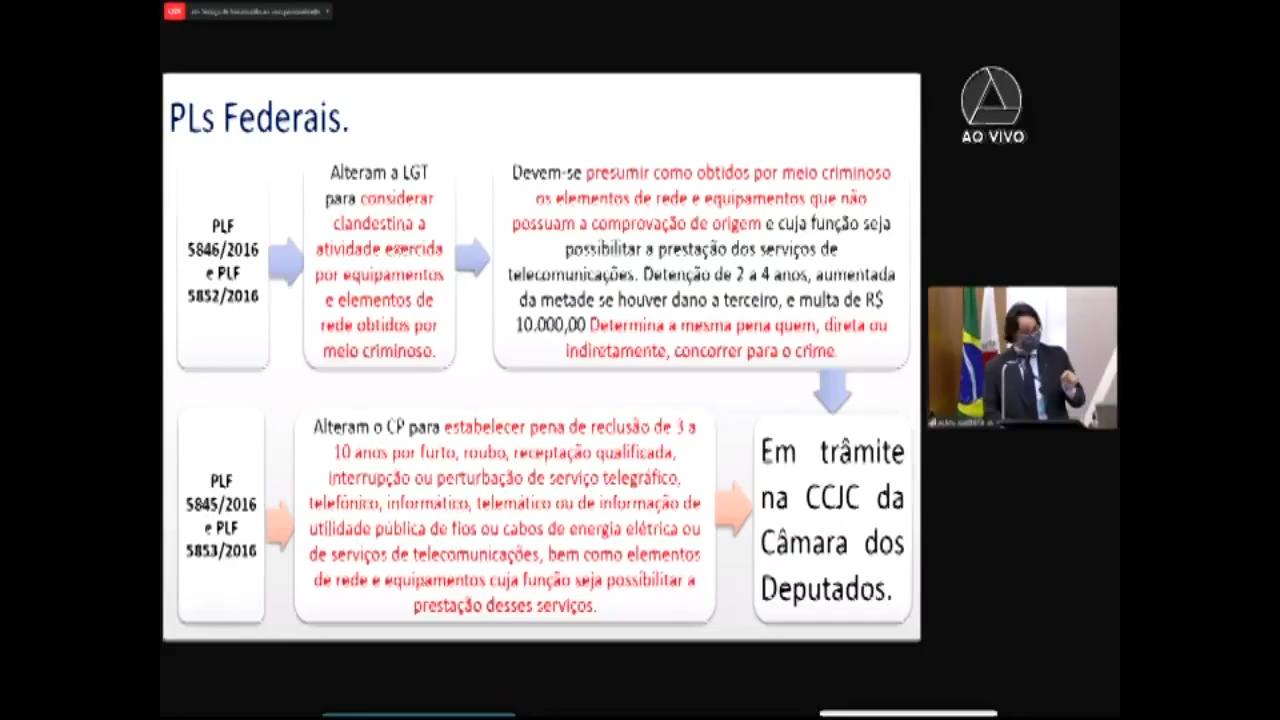 PLs Federais.
PLF
5846/2016
e PLF
5852/2016
Alteram a LGT
para considerar
clandestina a
atividade exercida
por equipamentos
e elementos de
rede obtidos por
meio criminoso.
Devem-se presumir como obtidos por meio criminoso
os elementos de rede e equipamentos que não
possuam a comprovação de origem e cuja função seja
possibilitar a prestação dos serviços de
telecomunicações. Detenção de 2 a 4 anos, aumentada
da metade se houver dano a terceiro, e multa de R$
10.000,00 Determina a mesma pena quem, direta ou
indiretamente, concorrer para o crime.
PLF
5845/2016
e PLF
5853/2016
Alteram o CP para estabelecer pena de reclusão de 3 a
10 anos por furto, roubo, receptação qualificada,
interrupção ou perturbação de serviço telegráfico,
telefônico, informático, telemático ou de informação de
utilidade pública de fios ou cabos de energia elétrica ou
de serviços de telecomunicações, bem como elementos
de rede e equipamentos cuja função seja possibilitar a
prestação desses serviços.
Em trâmite
na CCJC da
Câmara dos
Deputados.
AO VIVO